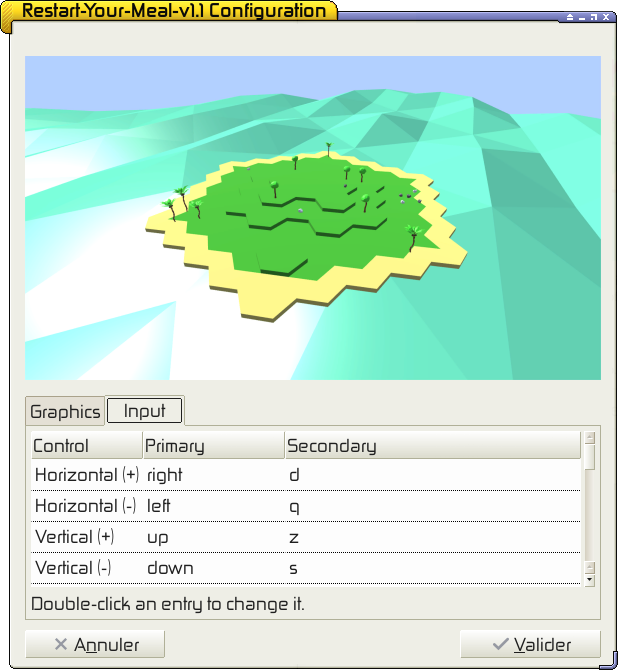 Restart-Your-Meal-v1.1 Configuration
Graphics Input
Control Primary Secondary
Horizontal (+) right d
Horizontal (-) left q
Vertical (+) up z
Vertical (-) down s
Double-click an entry to change it.
Annuler Valider